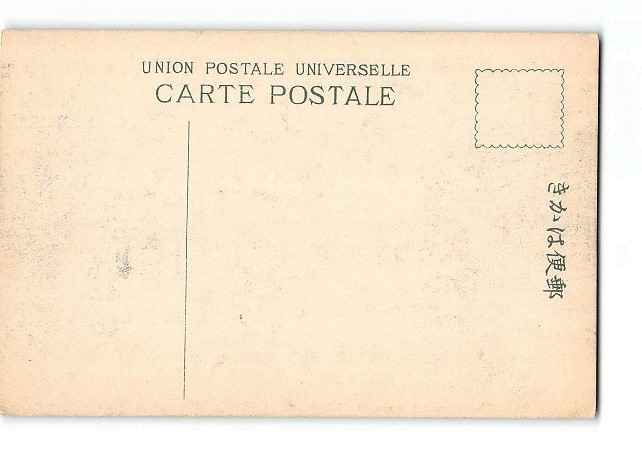 UNION POSTALE UNIVERSELLE
CARTE POSTALE
きかは便郵